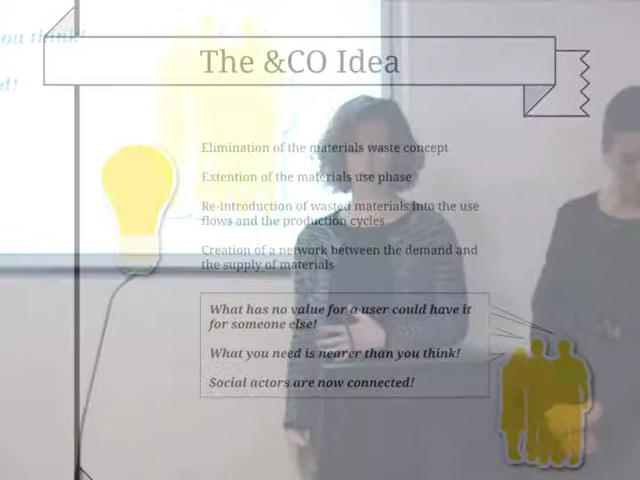 ou think!
d!
The &CO Idea
Elimination of the materials waste concept
Extention of the materials use phase
Re-introduction of wasted materials into the use
flows and the production cycles
Creation of a network between the demand and
the supply of materials
What has no value for a user could have it
for someone else!
What you need is nearer than you think!
Social actors are now connected!